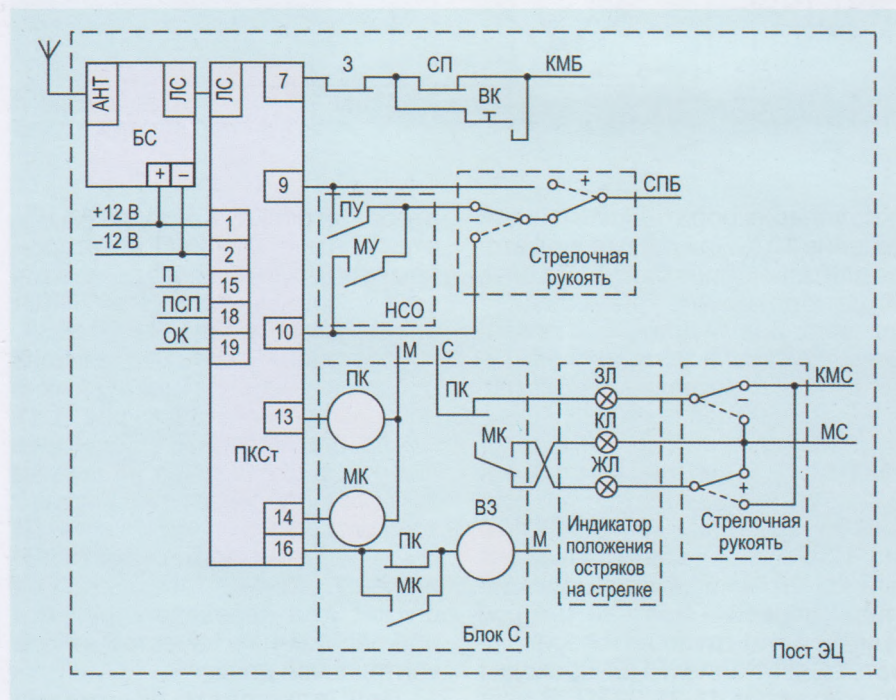 АНТ
ЛС
БС
+ −
ЛС
+12 В
−12 В
П
ПСП
ОК
7
9
1
2
15
18
19
10
13
14
16
ПКСт
З
СП
КМБ
ВК
СПБ
+
−
Стрелочная
рукоять
ПУ
МУ
НСО
М
С
ПК
МК
ПК
МК
ПК
МК
ВЗ
М
Блок С
ЗЛ
КЛ
ЖЛ
Индикатор
положения
остряков
на стрелке
КМС
МС
−
+
Стрелочная
рукоять
Пост ЭЦ